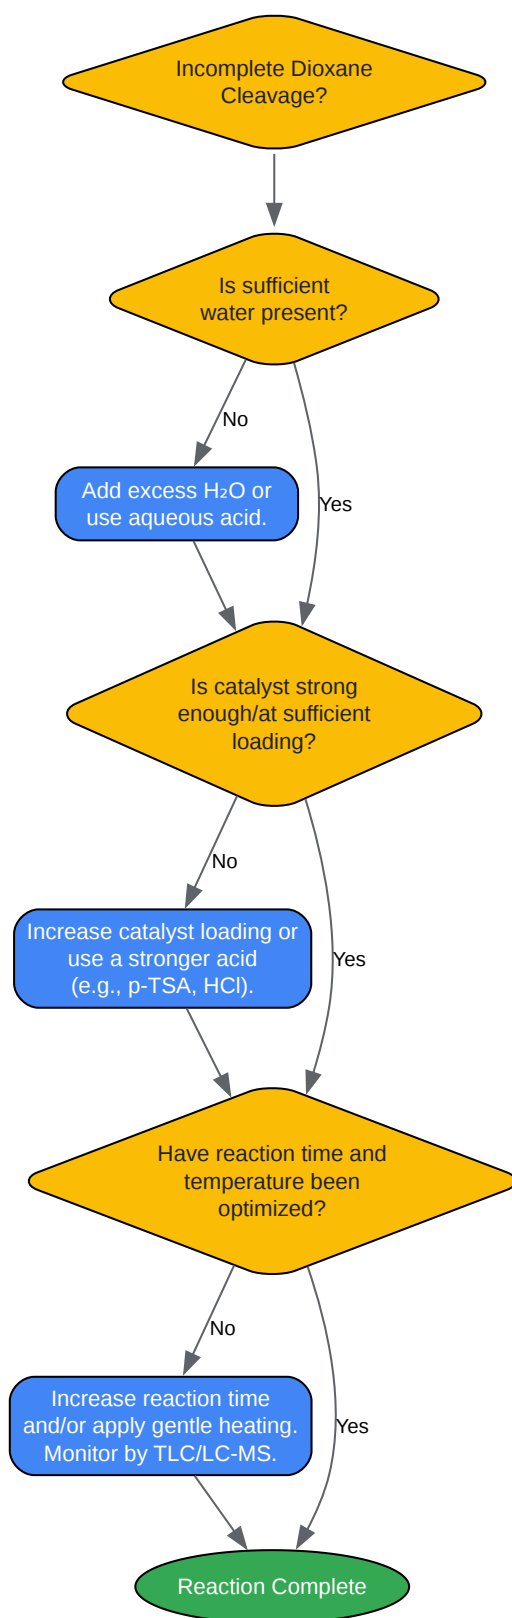 Incomplete Dioxane
Cleavage?
Is sufficient
water present?
No
Yes
Add excess H₂O or
use aqueous acid.
Is catalyst strong
enough/at sufficient
loading?
No
Yes
Increase catalyst loading or
use a stronger acid
(e.g., p-TSA, HCl).
Have reaction time and
temperature been
optimized?
No
Yes
Increase reaction time
and/or apply gentle heating.
Monitor by TLC/LC-MS.
Reaction Complete